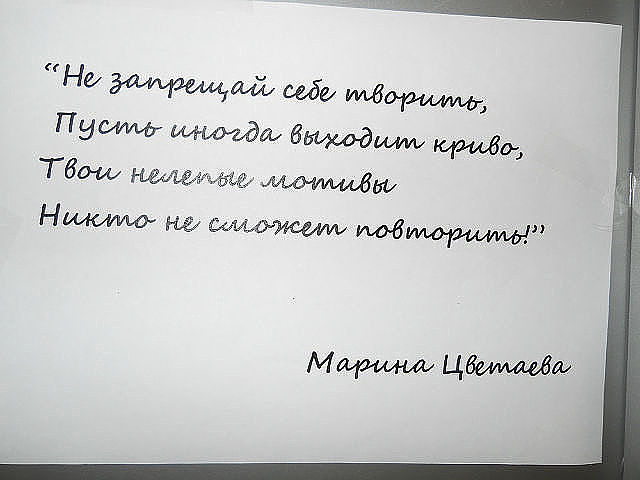 “Не запрещай себе творить,
Пусть иногда выходит криво,
Твои нелепые мотивы
Никто не сможет повторить!”
Марина Цветаева